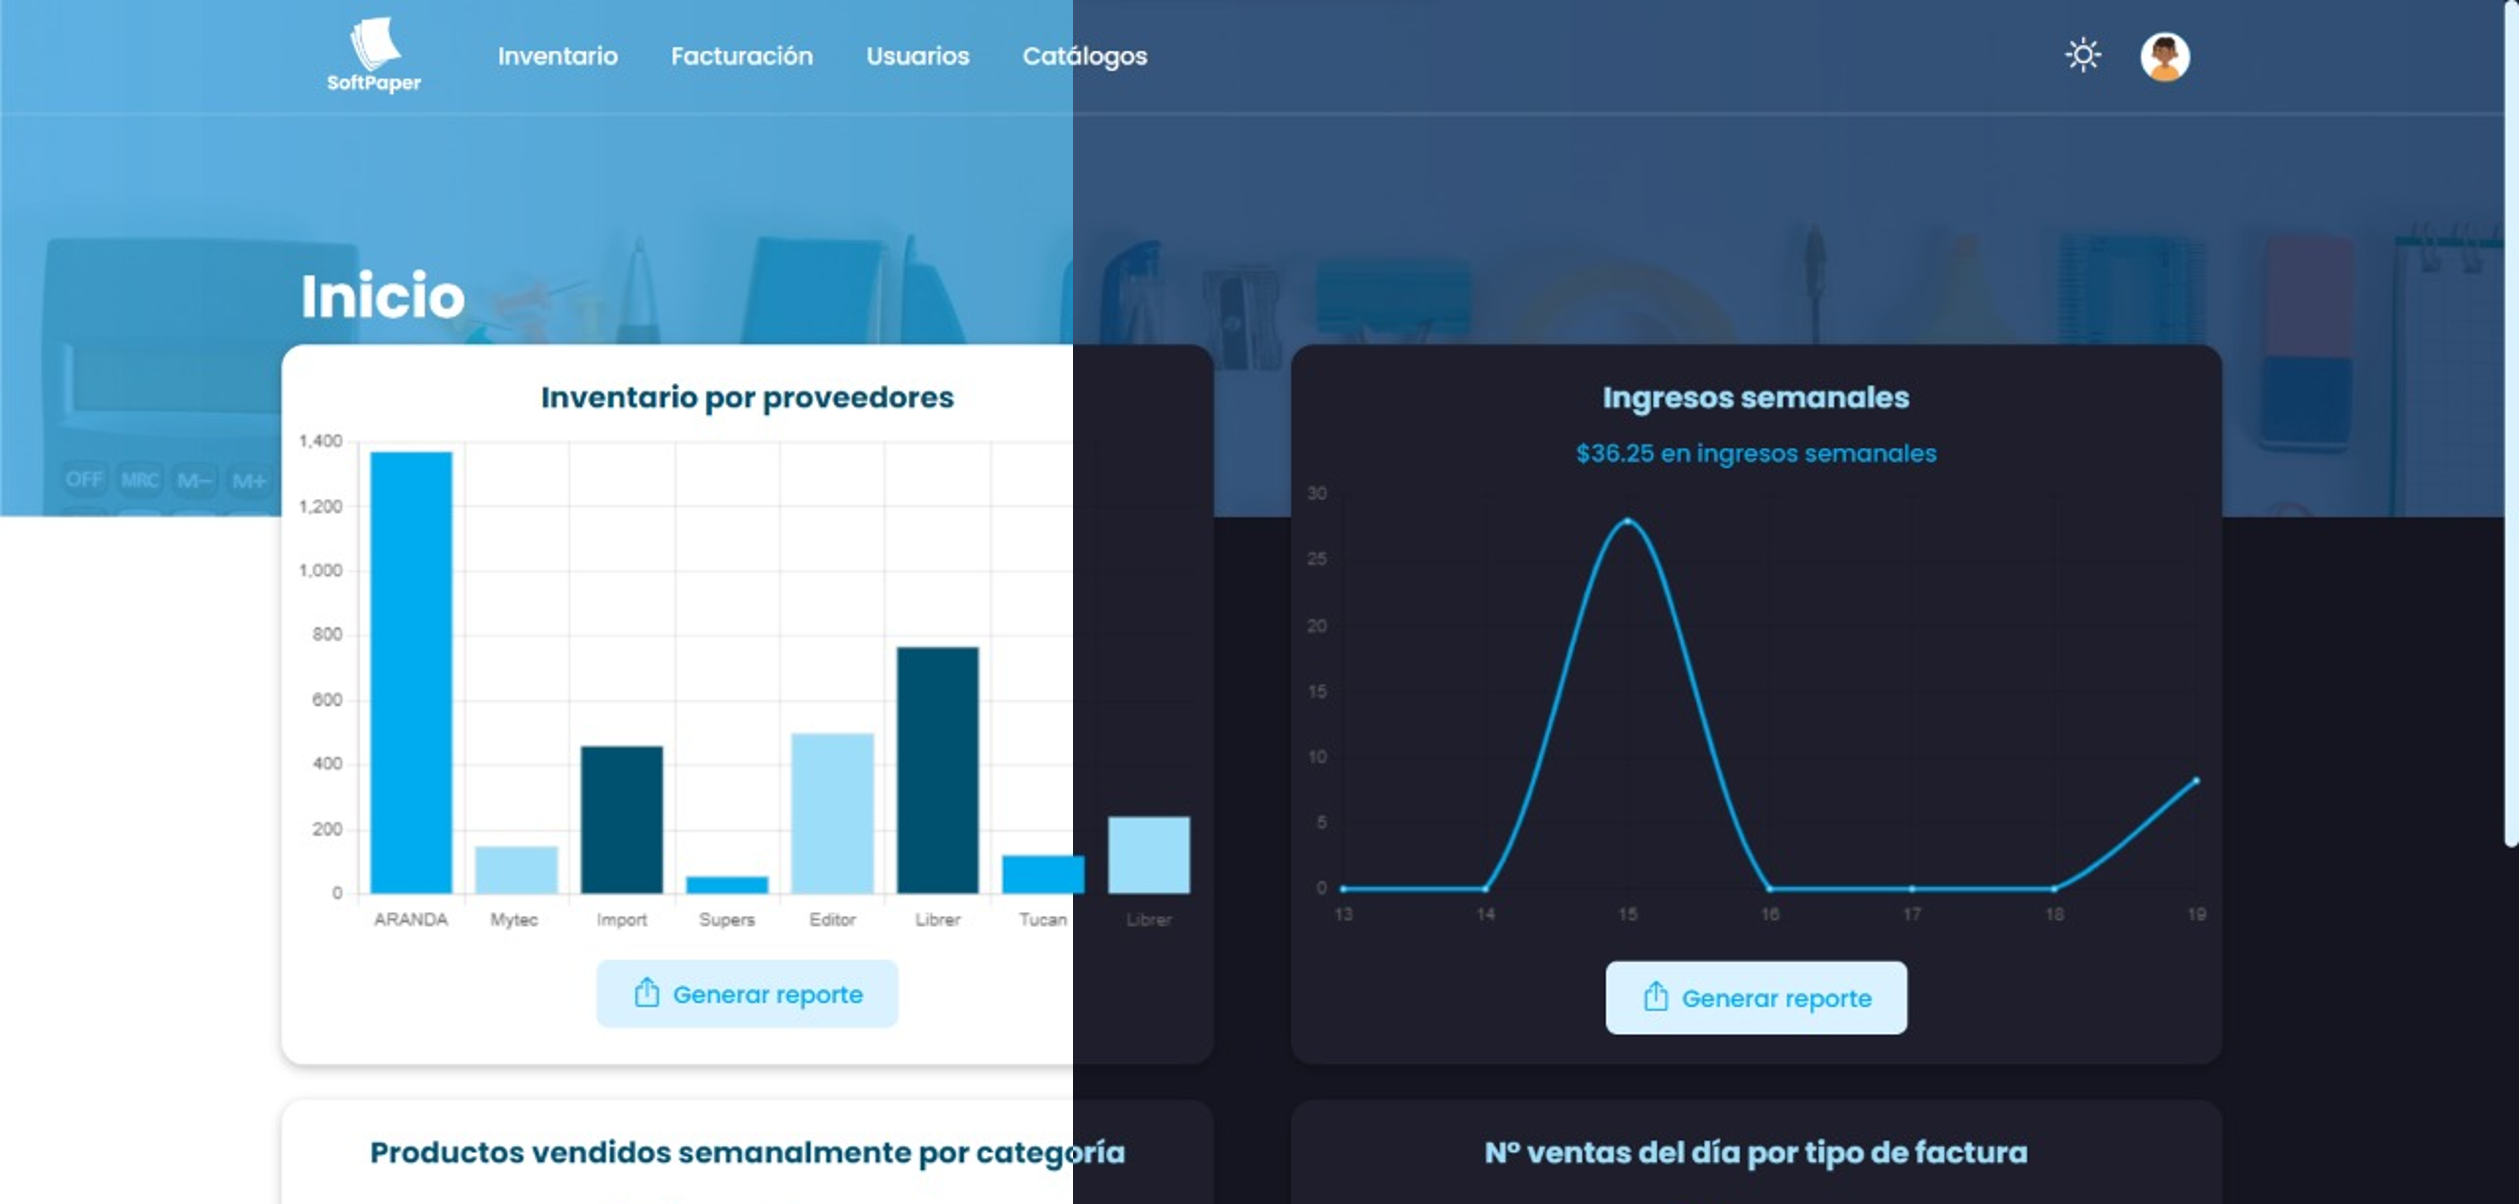 SoftPaper
Inventario
Facturación
Usuarios
Catálogos
Inicio
OFF MRC M− M+
Inventario por proveedores
1,400
1,200
1,000
800
600
400
200
0
ARANDA Mytec Import Supers Editor Librer Tucan Librer
Generar reporte
Ingresos semanales
$36.25 en ingresos semanales
30
25
20
15
10
5
0
13 14 15 16 17 18 19
Generar reporte
Productos vendidos semanalmente por categoría
Nº ventas del día por tipo de factura